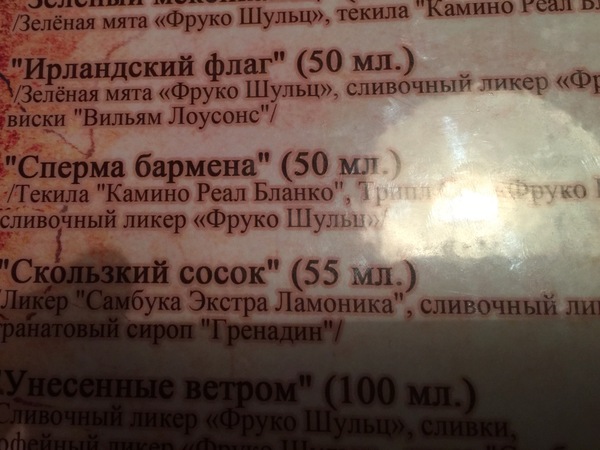 /Зелёная мята «Фруко Шульц», текила "Камино Реал
"Ирландский флаг" (50 мл.)
/Зелёная мята «Фруко Шульц», сливочный ликер
виски "Вильям Лоусонс"/
"Сперма бармена" (50 мл.)
/Текила "Камино Реал Бланко", Трипл «Фруко
сливочный ликер «Фруко Шульц»/
"Скользкий сосок" (55 мл.)
/Ликер "Самбука Экстра Ламоника", сливочный
гранатовый сироп "Гренадин"/
"Унесенные ветром" (100 мл.)
Сливочный ликер «Фруко Шульц», сливки,